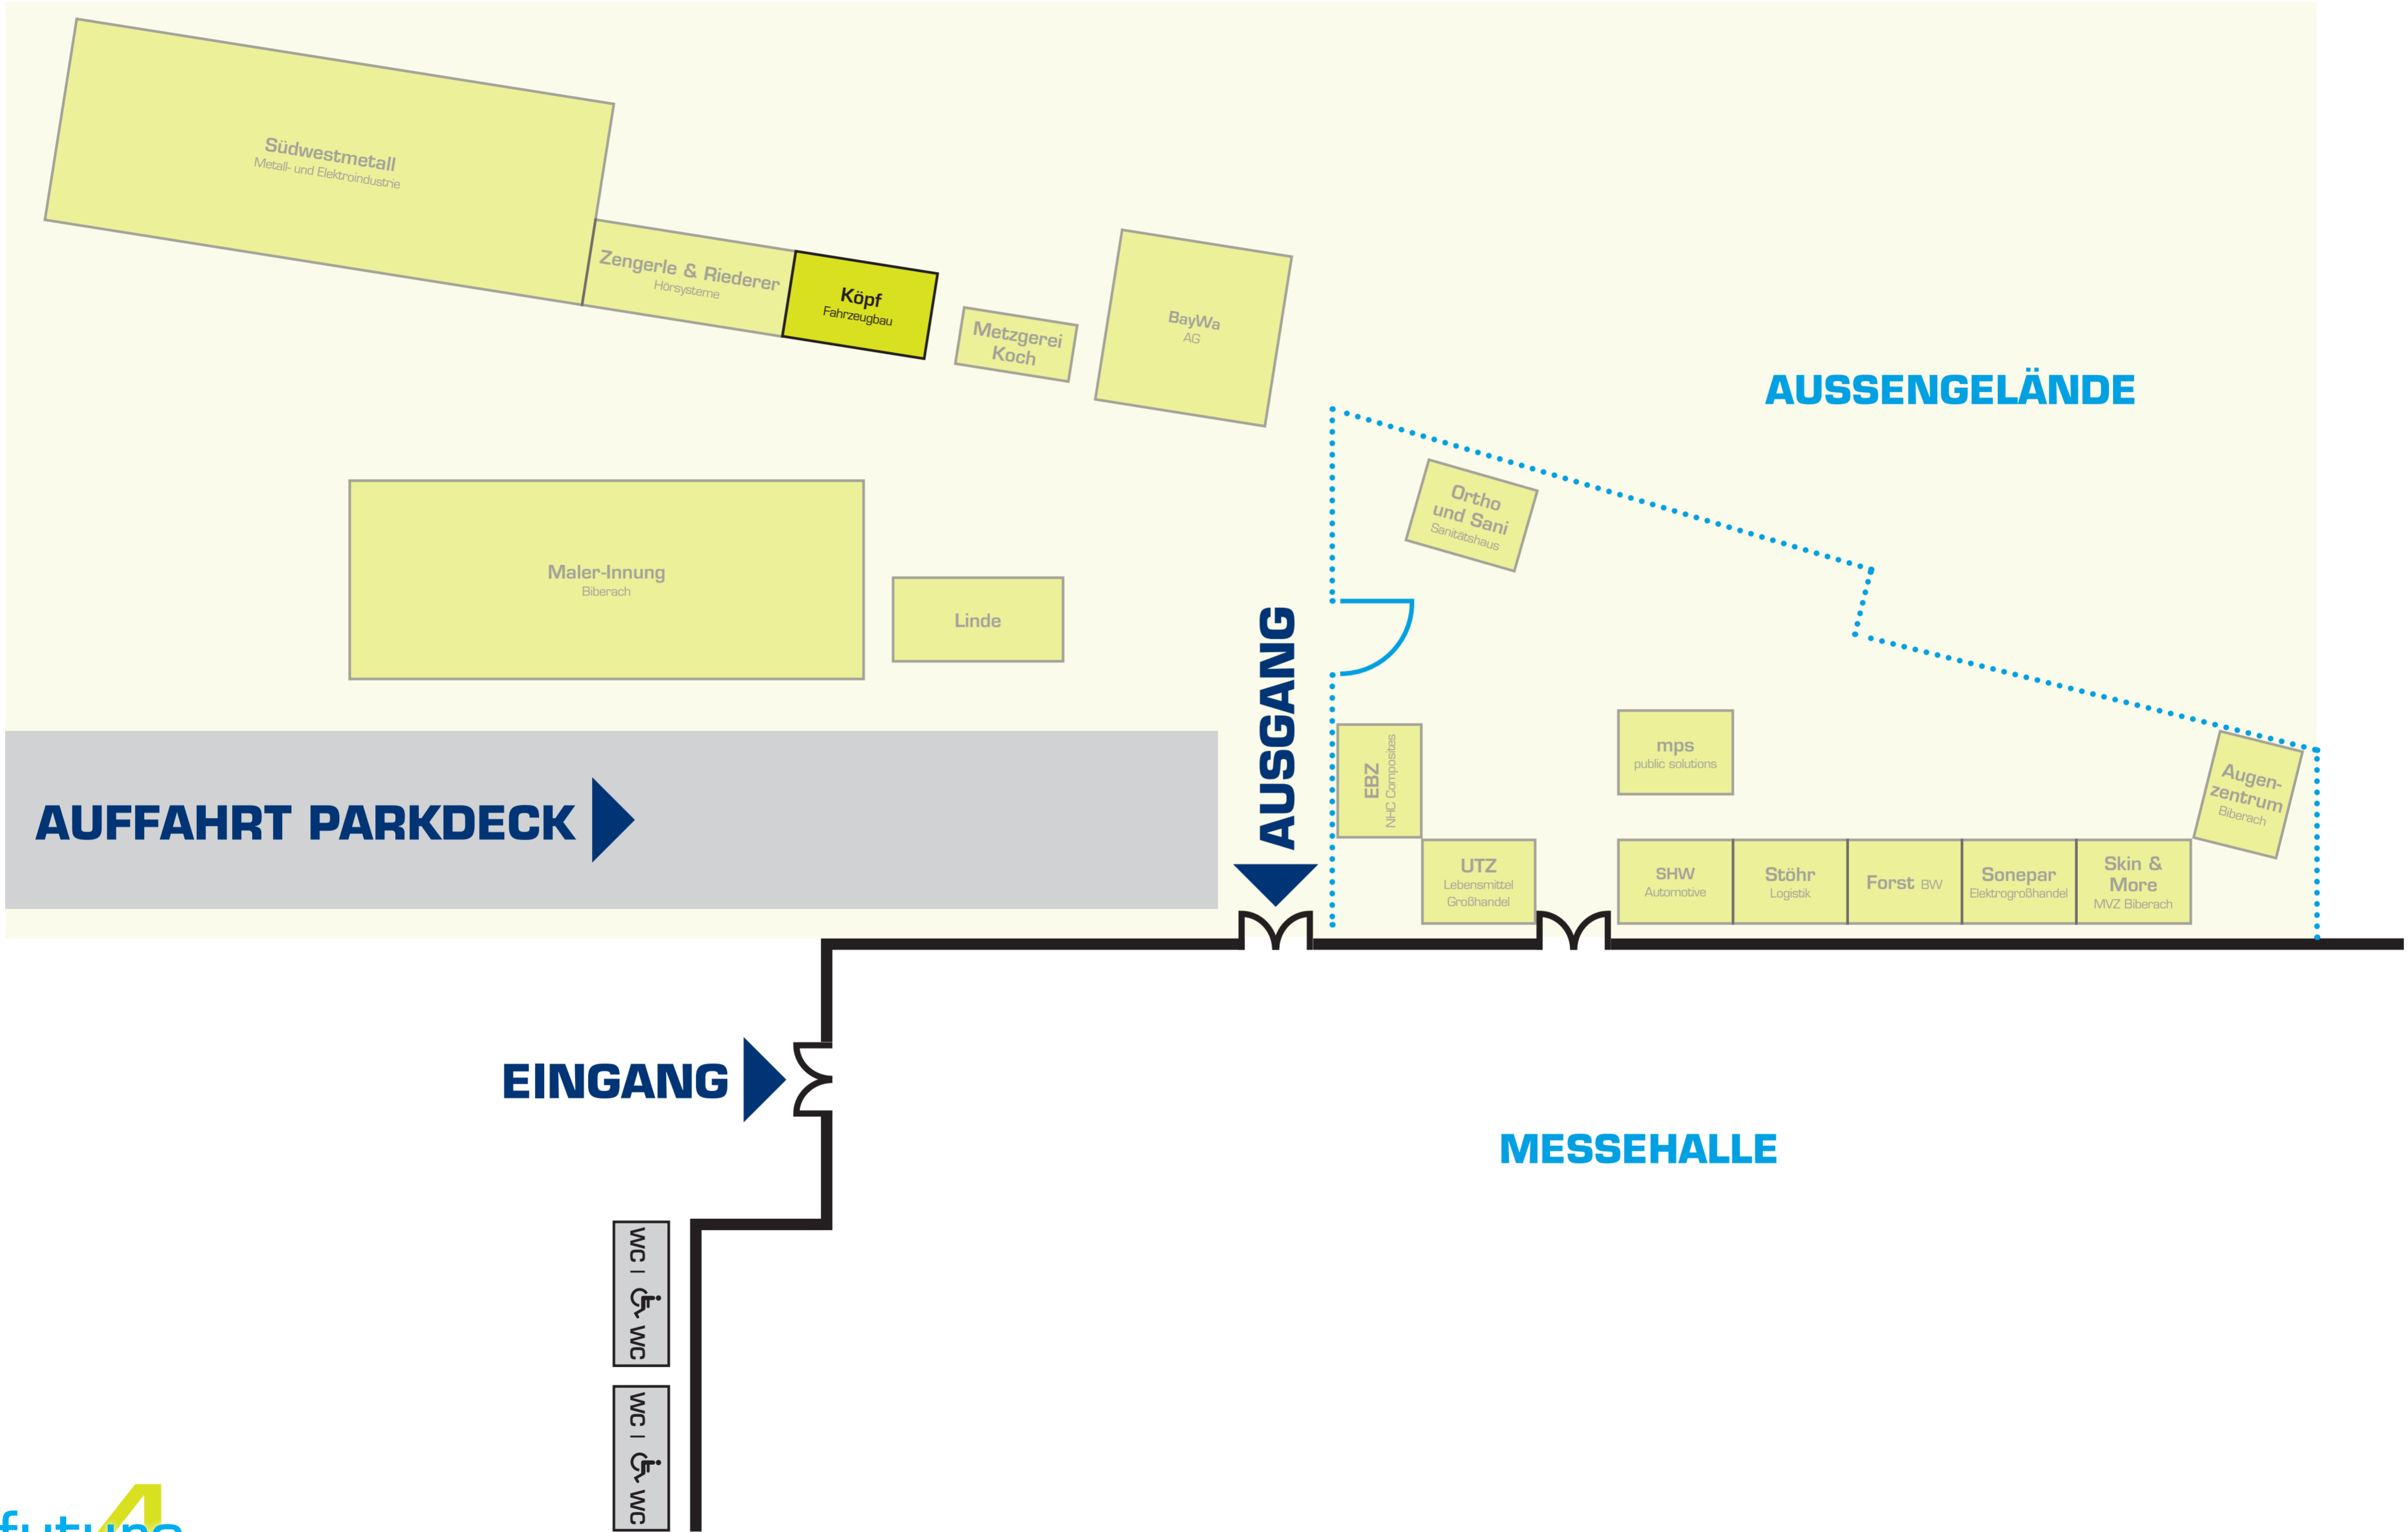 Südwestmetall
Metall- und Elektroindustrie
Zengerle & Riederer
Hörsysteme
Köpf
Fahrzeugbau
Metzgerei
Koch
BayWa
AG
AUSSENGELÄNDE
Ortho
und Sani
Sanitätshaus
Maler-Innung
Biberach
Linde
AUSGANG
EBZ
NHC Composites
mps
public solutions
Augen-
zentrum
Biberach
AUFFAHRT PARKDECK
UTZ
Lebensmittel
Großhandel
SHW
Automotive
Stöhr
Logistik
Forst BW
Sonepar
Elektrogroßhandel
Skin &
More
MVZ Biberach
EINGANG
MESSEHALLE
WC | WC
WC | WC
future4